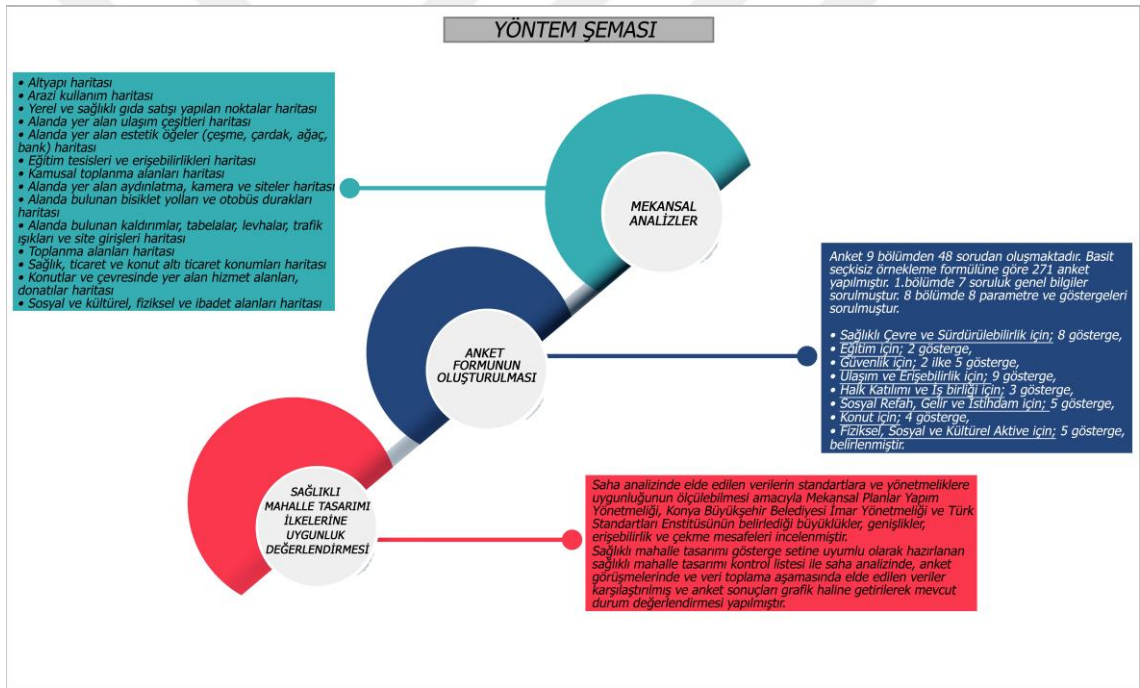 YÖNTEM ŞEMASI
• Altyapı haritası
• Arazi kullanım haritası
• Yerel ve sağlıklı gıda satışı yapılan noktalar haritası
• Alanda yer alan ulaşım çeşitleri haritası
• Alanda yer alan estetik öğeler (çeşme, çardak, ağaç,
bank) haritası
• Eğitim tesisleri ve erişebilirlikleri haritası
• Kamusal toplanma alanları haritası
• Alanda yer alan aydınlatma, kamera ve siteler haritası
• Alanda bulunan bisiklet yolları ve otobüs durakları
haritası
• Alanda bulunan kaldırımlar, tabelalar, levhalar, trafik
ışıkları ve site girişleri haritası
• Toplanma alanları haritası
• Sağlık, ticaret ve konut altı ticaret konumları haritası
• Konutlar ve çevresinde yer alan hizmet alanları,
donatılar haritası
• Sosyal ve kültürel, fiziksel ve ibadet alanları haritası
MEKANSAL
ANALİZLER
Anket 9 bölümden 48 sorudan oluşmaktadır. Basit
seçkisiz örnekleme formülüne göre 271 anket
yapılmıştır. 1.bölümde 7 soruluk genel bilgiler
sorulmuştur. 8 bölümde 8 parametre ve göstergeleri
sorulmuştur.
• Sağlıklı Çevre ve Sürdürülebilirlik için; 8 gösterge,
• Eğitim için; 2 gösterge,
• Güvenlik için; 2 ilke 5 gösterge,
• Ulaşım ve Erişebilirlik için; 9 gösterge,
• Halk Katılımı ve İş birliği için; 3 gösterge,
• Sosyal Refah, Gelir ve İstihdam için; 5 gösterge,
• Konut için; 4 gösterge,
• Fiziksel, Sosyal ve Kültürel Aktive için; 5 gösterge,
belirlenmiştir.
ANKET
FORMUNUN
OLUŞTURULMASI
SAĞLIKLI
MAHALLE TASARIMI
İLKELERİNE
UYGUNLUK
DEĞERLENDİRMESİ
Saha analizinde elde edilen verilerin standartlara ve yönetmeliklere
uygunluğunun ölçülebilmesi amacıyla Mekansal Planlar Yapım
Yönetmeliği, Konya Büyükşehir Belediyesi İmar Yönetmeliği ve Türk
Standartları Enstitüsünün belirlediği büyüklükler, genişlikler,
erişebilirlik ve çekme mesafeleri incelenmiştir.
Sağlıklı mahalle tasarımı gösterge setine uyumlu olarak hazırlanan
sağlıklı mahalle tasarımı kontrol listesi ile saha analizinde, anket
görüşmelerinde ve veri toplama aşamasında elde edilen veriler
karşılaştırılmış ve anket sonuçları grafik haline getirilerek mevcut
durum değerlendirmesi yapılmıştır.